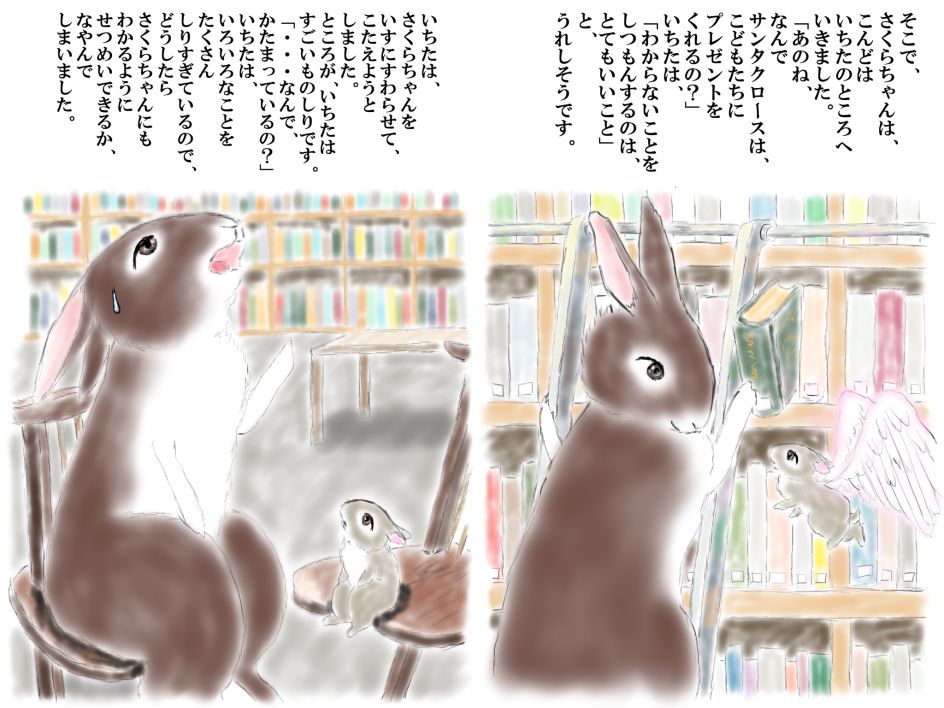 そこで、
さくらちゃんは、
こんどは
いちたのところへ
いきました。
「あのね、
なんで
サンタクロースは、
こどもたちに
プレゼントを
くれるの？」
いちたは、
「わからないことを
しつもんするのは、
とてもいいこと」
と、
うれしそうです。
いちたは、
さくらちゃんを
いすにすわらせて、
こたえようと
しました。
ところが、いちたは
すごいものしりです。
「・・・なんで、
かたまっているの？」
いちたは、
いろいろなことを
たくさん
しりすぎているので、
どうしたら
さくらちゃんにも
わかるように
せつめいできるか、
なやんで
しまいました。